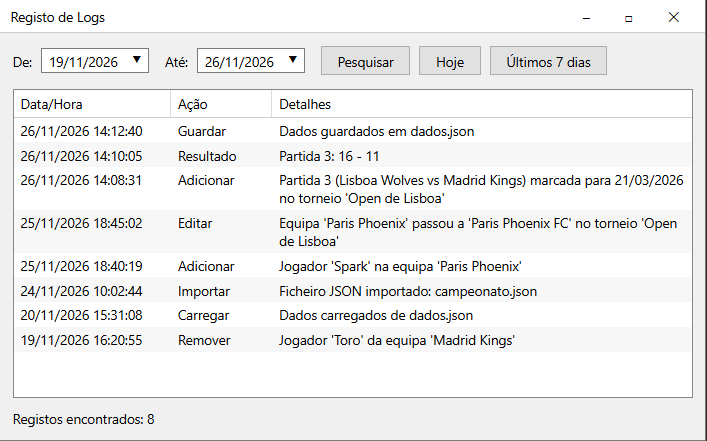 Registo de Logs
De: 19/11/2026 Até: 26/11/2026 Pesquisar Hoje Últimos 7 dias
Data/Hora Ação Detalhes
26/11/2026 14:12:40 Guardar Dados guardados em dados.json
26/11/2026 14:10:05 Resultado Partida 3: 16 - 11
26/11/2026 14:08:31 Adicionar Partida 3 (Lisboa Wolves vs Madrid Kings) marcada para 21/03/2026
no torneio 'Open de Lisboa'
25/11/2026 18:45:02 Editar Equipa 'Paris Phoenix' passou a 'Paris Phoenix FC' no torneio 'Open
de Lisboa'
25/11/2026 18:40:19 Adicionar Jogador 'Spark' na equipa 'Paris Phoenix'
24/11/2026 10:02:44 Importar Ficheiro JSON importado: campeonato.json
20/11/2026 15:31:08 Carregar Dados carregados de dados.json
19/11/2026 16:20:55 Remover Jogador 'Toro' da equipa 'Madrid Kings'
Registos encontrados: 8